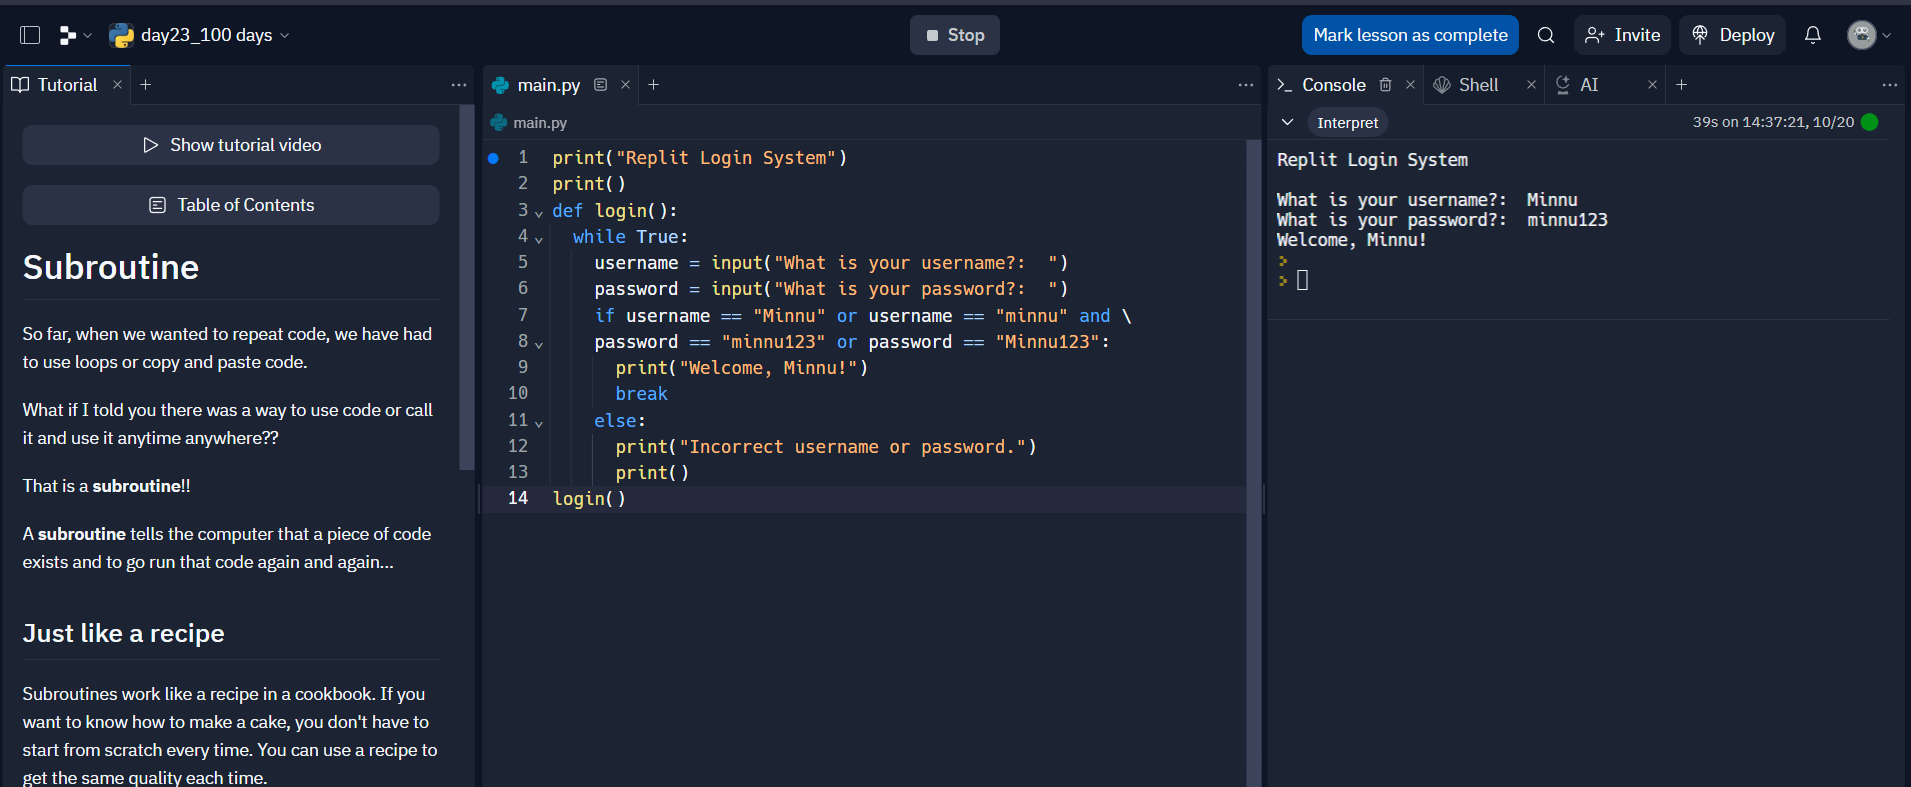 day23_100 days
Stop
Mark lesson as complete
Invite
Deploy
Tutorial
Show tutorial video
Table of Contents
Subroutine
So far, when we wanted to repeat code, we have had
to use loops or copy and paste code.
What if I told you there was a way to use code or call
it and use it anytime anywhere??
That is a subroutine!!
A subroutine tells the computer that a piece of code
exists and to go run that code again and again...
Just like a recipe
Subroutines work like a recipe in a cookbook. If you
want to know how to make a cake, you don't have to
start from scratch every time. You can use a recipe to
get the same quality each time.
main.py
main.py
1 print("Replit Login System")
2 print()
3 def login():
4   while True:
5     username = input("What is your username?:  ")
6     password = input("What is your password?:  ")
7     if username == "Minnu" or username == "minnu" and \
8     password == "minnu123" or password == "Minnu123":
9       print("Welcome, Minnu!")
10       break
11     else:
12       print("Incorrect username or password.")
13       print()
14 login()
Console
Shell
AI
Interpret
39s on 14:37:21, 10/20
Replit Login System
What is your username?:  Minnu
What is your password?:  minnu123
Welcome, Minnu!
>
>